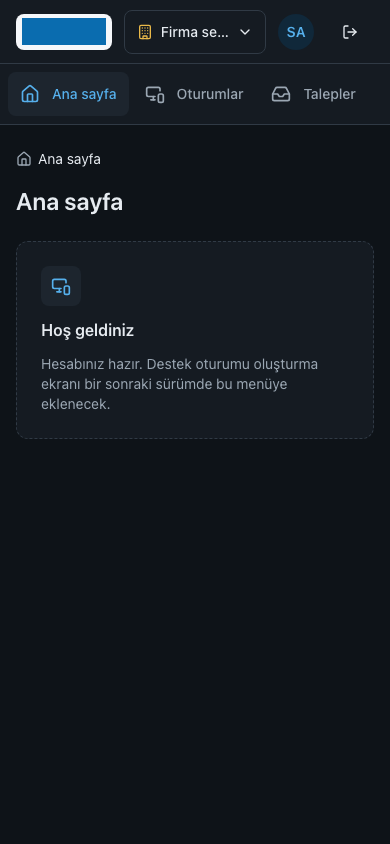 Firma se...
SA
Ana sayfa
Oturumlar
Talepler
Ana sayfa
Ana sayfa
Hoş geldiniz
Hesabınız hazır. Destek oturumu oluşturma
ekranı bir sonraki sürümde bu menüye
eklenecek.